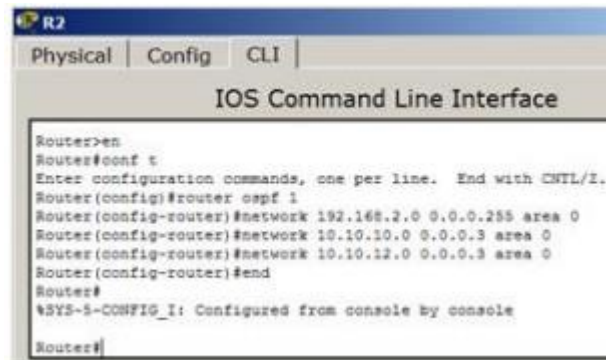 R2
Physical Config CLI
IOS Command Line Interface
Router>en
Router#conf t
Enter configuration commands, one per line. End with CNTL/Z.
Router(config)#router ospf 1
Router(config-router)#network 192.168.2.0 0.0.0.255 area 0
Router(config-router)#network 10.10.10.0 0.0.0.3 area 0
Router(config-router)#network 10.10.12.0 0.0.0.3 area 0
Router(config-router)#end
Router#
%SYS-5-CONFIG_I: Configured from console by console
Router#